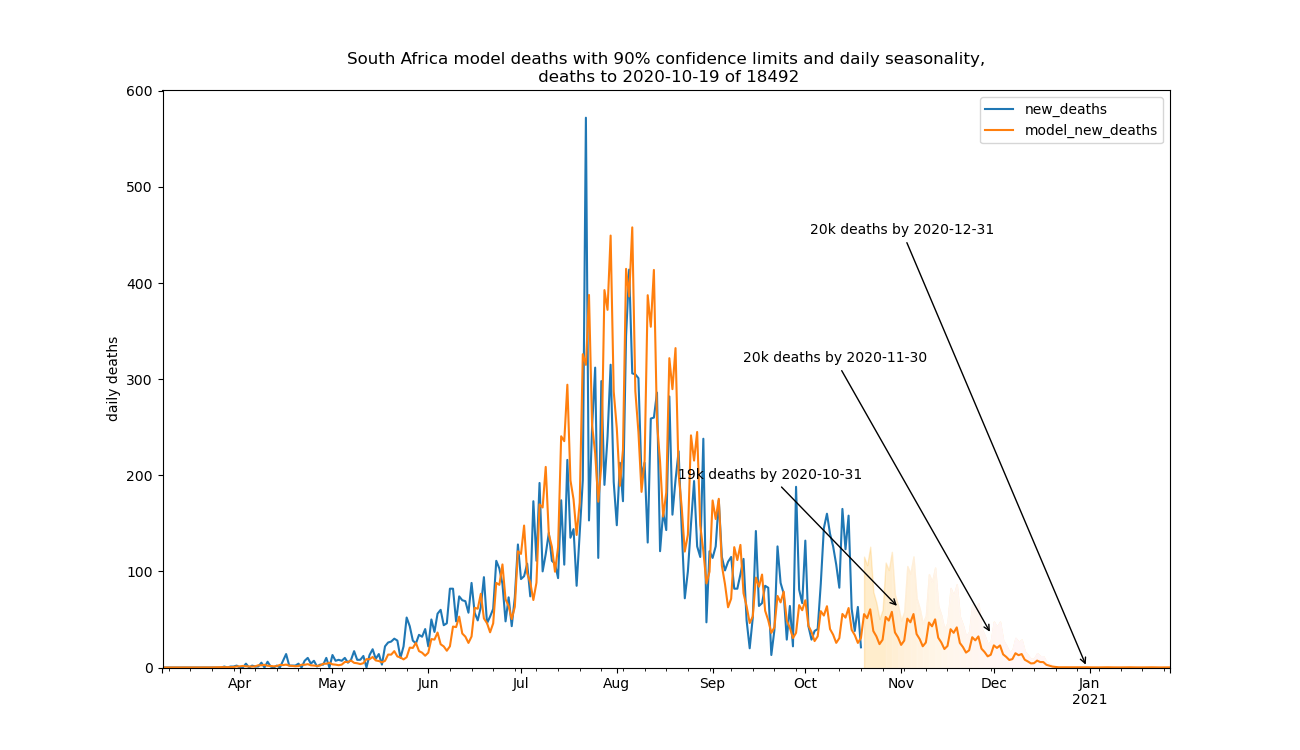 South Africa model deaths with 90% confidence limits and daily seasonality,
deaths to 2020-10-19 of 18492
600
new_deaths
model_new_deaths
500
20k deaths by 2020-12-31
400
20k deaths by 2020-11-30
daily deaths
300
19k deaths by 2020-10-31
200
100
0
Apr May Jun Jul Aug Sep Oct Nov Dec Jan
2021